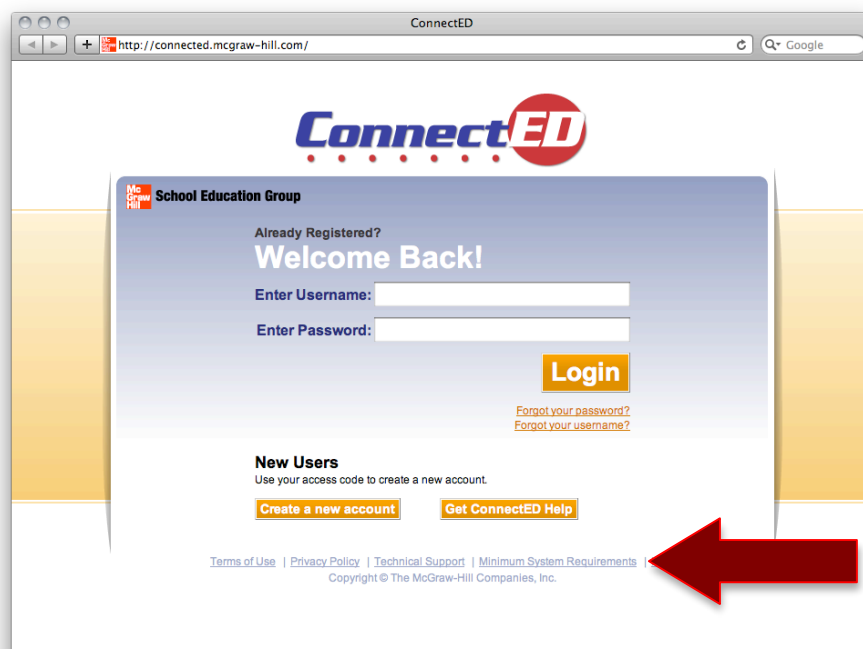 ConnectED
http://connected.mcgraw-hill.com/
Google
ConnectED
Mc Graw Hill School Education Group
Already Registered?
Welcome Back!
Enter Username:
Enter Password:
Login
Forgot your password?
Forgot your username?
New Users
Use your access code to create a new account.
Create a new account
Get ConnectED Help
Terms of Use | Privacy Policy | Technical Support | Minimum System Requirements |
Copyright © The McGraw-Hill Companies, Inc.